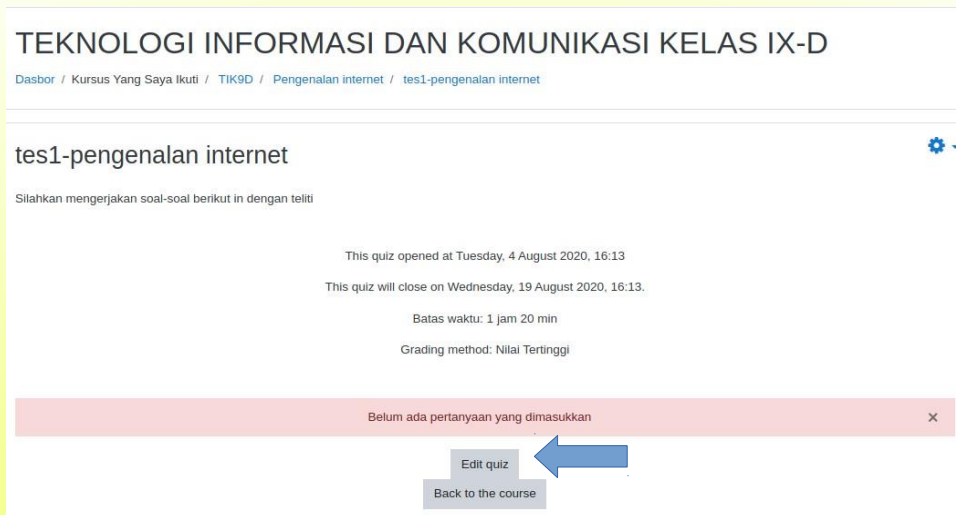 TEKNOLOGI INFORMASI DAN KOMUNIKASI KELAS IX-D
Dasbor / Kursus Yang Saya Ikuti / TIK9D / Pengenalan internet / tes1-pengenalan internet
tes1-pengenalan internet
Silahkan mengerjakan soal-soal berikut in dengan teliti
This quiz opened at Tuesday, 4 August 2020, 16:13
This quiz will close on Wednesday, 19 August 2020, 16:13.
Batas waktu: 1 jam 20 min
Grading method: Nilai Tertinggi
Belum ada pertanyaan yang dimasukkan ×
Edit quiz
Back to the course